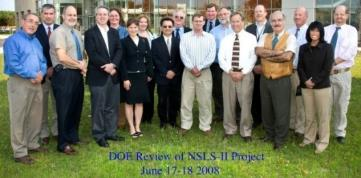 DOE Review of NSLS-II Project
June 17-18 2008